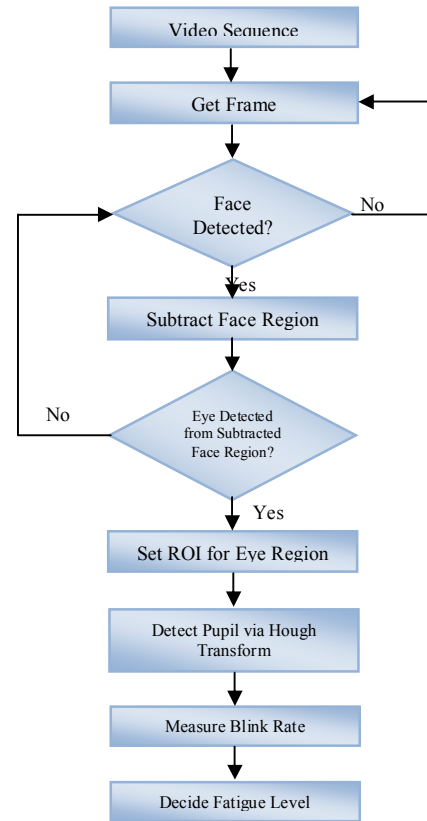 Video Sequence
Get Frame
Face
Detected?
No
Yes
Subtract Face Region
No
Eye Detected
from Subtracted
Face Region?
Yes
Set ROI for Eye Region
Detect Pupil via Hough
Transform
Measure Blink Rate
Decide Fatigue Level